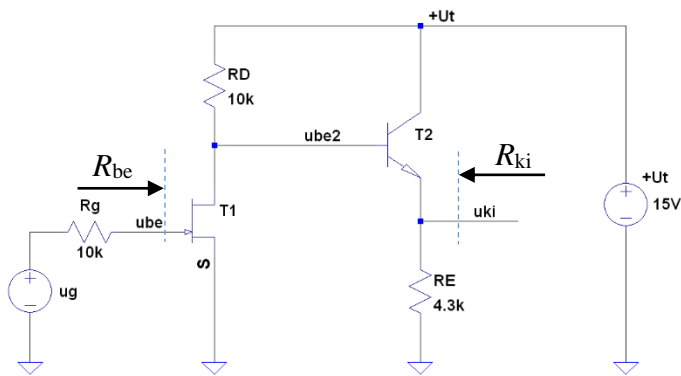 +Ut
RD
10k
ube2
T2
Rbe
Rki
+Ut
15V
Rg
ube
T1
uki
10k
S
ug
RE
4.3k